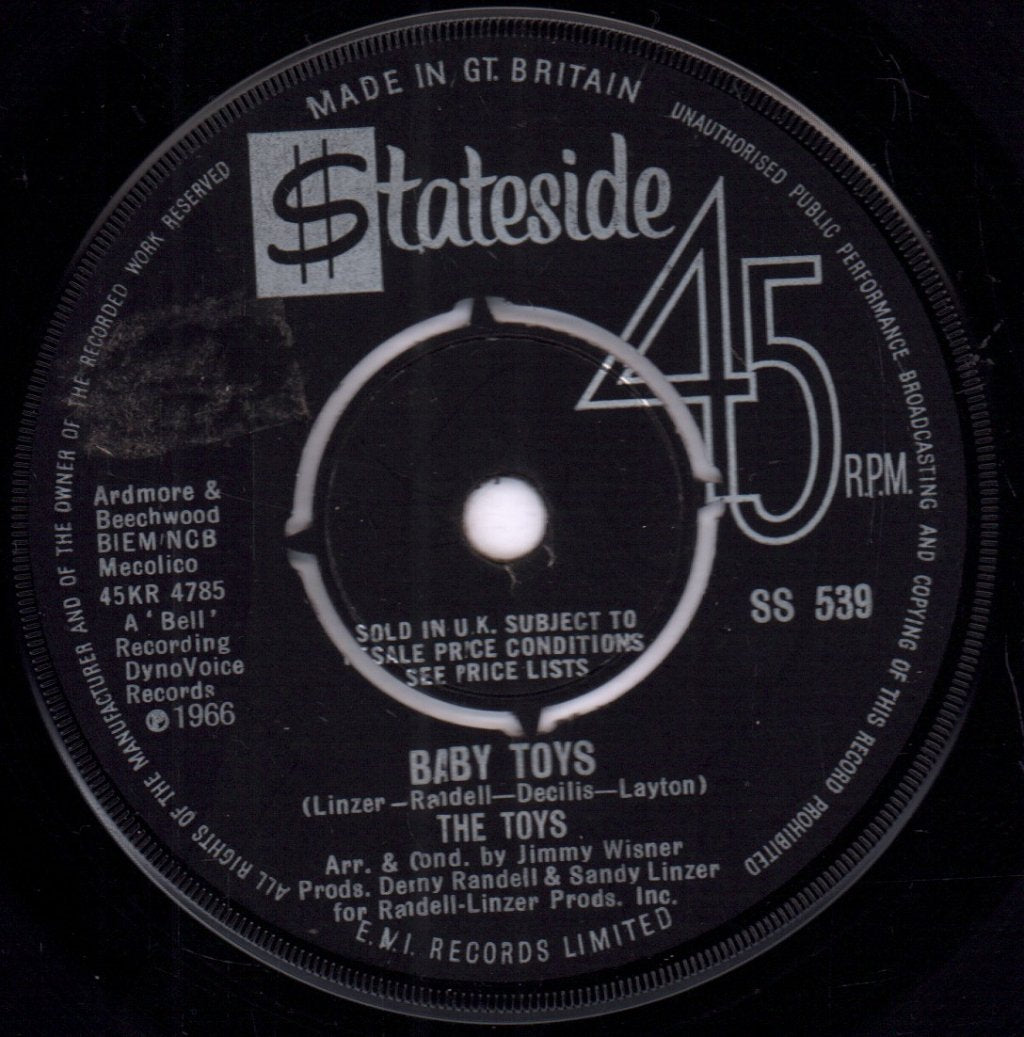 MADE IN GT. BRITAIN
UNAUTHORISED PUBLIC PERFORMANCE BROADCASTING AND COPYING OF THIS RECORD PROHIBITED
ALL RIGHTS OF THE MANUFACTURER AND OF THE OWNER OF THE RECORDED WORK RESERVED
$tateside
45
R.P.M.
Ardmore &
Beechwood
BIEM/NCB
Mecolico
45KR 4785
A 'Bell'
Recording
DynoVoice
Records
℗ 1966
SS 539
SOLD IN U.K. SUBJECT TO
RESALE PRICE CONDITIONS
SEE PRICE LISTS
BABY TOYS
(Linzer—Randell—Decilis—Layton)
THE TOYS
Arr. & Cond. by Jimmy Wisner
Prods. Denny Randell & Sandy Linzer
for Randell-Linzer Prods. Inc.
E.M.I. RECORDS LIMITED